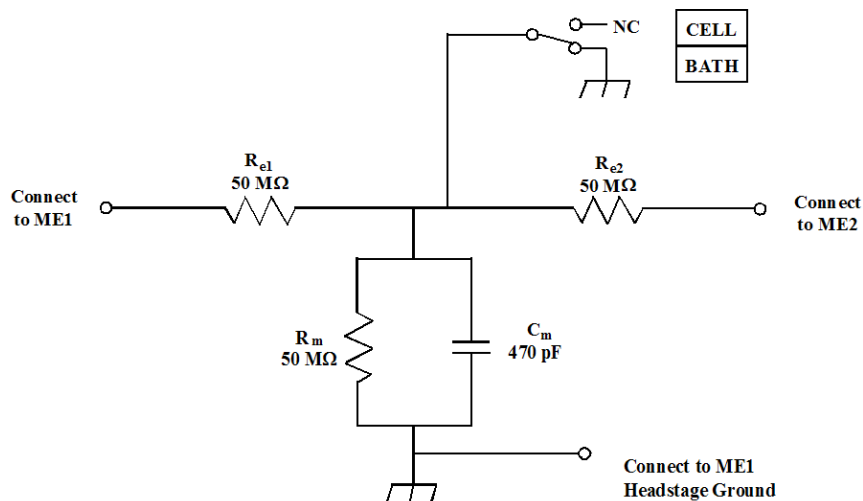 NC
CELL
BATH
Re1
50 MΩ
Re2
50 MΩ
Connect
to ME1
Connect
to ME2
Rm
50 MΩ
Cm
470 pF
Connect to ME1
Headstage Ground